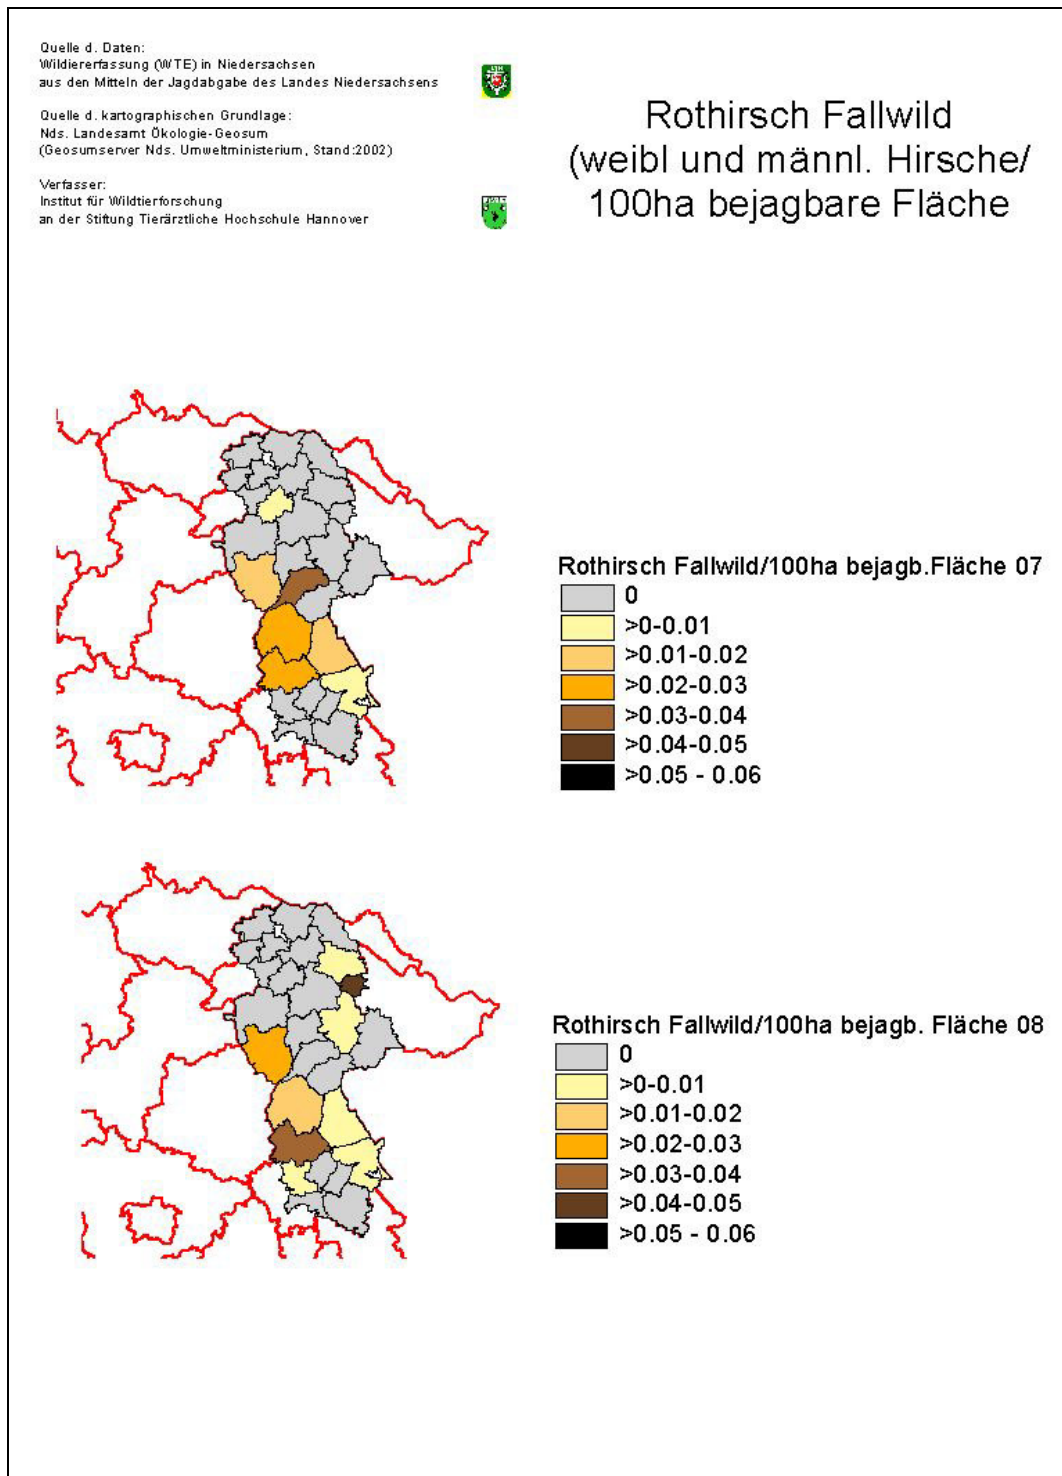 Quelle d. Daten:
Wildiererfassung (WTE) in Niedersachsen
aus den Mitteln der Jagdabgabe des Landes Niedersachsens
Quelle d. kartographischen Grundlage:
Nds. Landesamt Ökologie-Geosum
(Geosumserver Nds. Umweltministerium, Stand:2002)
Verfasser:
Institut für Wildtierforschung
an der Stiftung Tierärztliche Hochschule Hannover
Rothirsch Fallwild
(weibl und männl. Hirsche/
100ha bejagbare Fläche
Rothirsch Fallwild/100ha bejagb.Fläche 07
0
>0-0.01
>0.01-0.02
>0.02-0.03
>0.03-0.04
>0.04-0.05
>0.05 - 0.06
Rothirsch Fallwild/100ha bejagb. Fläche 08
0
>0-0.01
>0.01-0.02
>0.02-0.03
>0.03-0.04
>0.04-0.05
>0.05 - 0.06